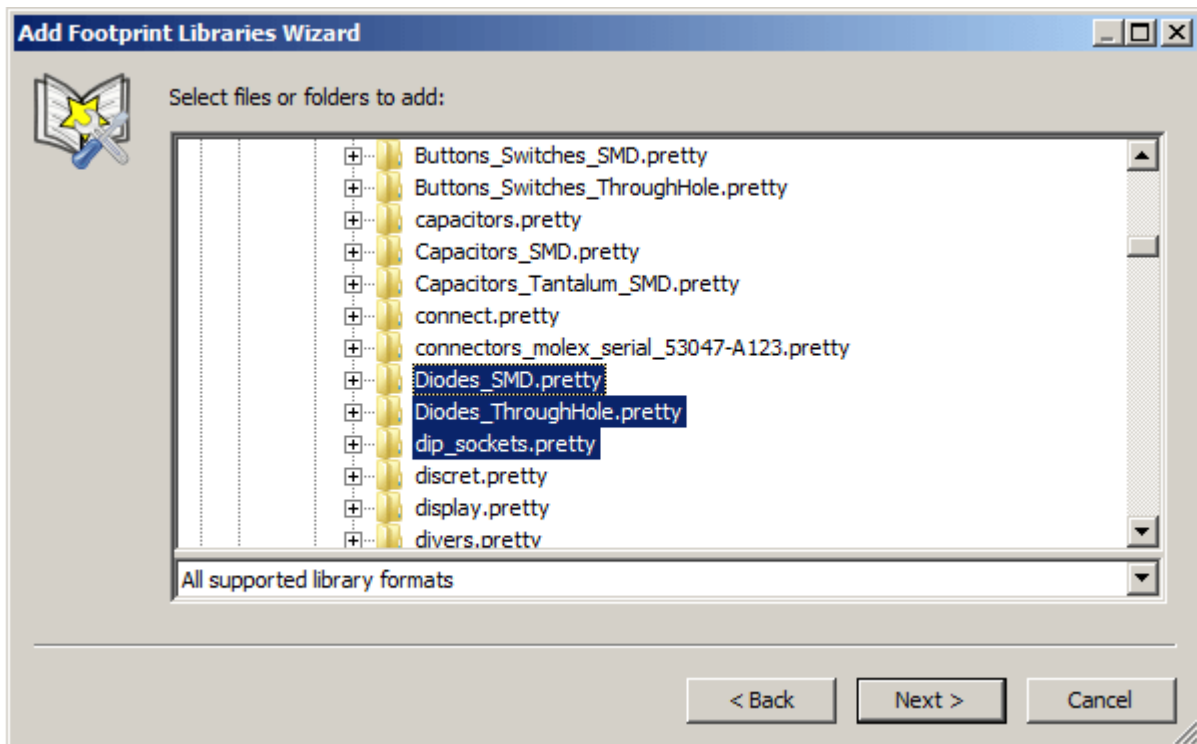 Add Footprint Libraries Wizard
Select files or folders to add:
Buttons_Switches_SMD.pretty
Buttons_Switches_ThroughHole.pretty
capacitors.pretty
Capacitors_SMD.pretty
Capacitors_Tantalum_SMD.pretty
connect.pretty
connectors_molex_serial_53047-A123.pretty
Diodes_SMD.pretty
Diodes_ThroughHole.pretty
dip_sockets.pretty
discret.pretty
display.pretty
divers.pretty
All supported library formats
< Back Next > Cancel